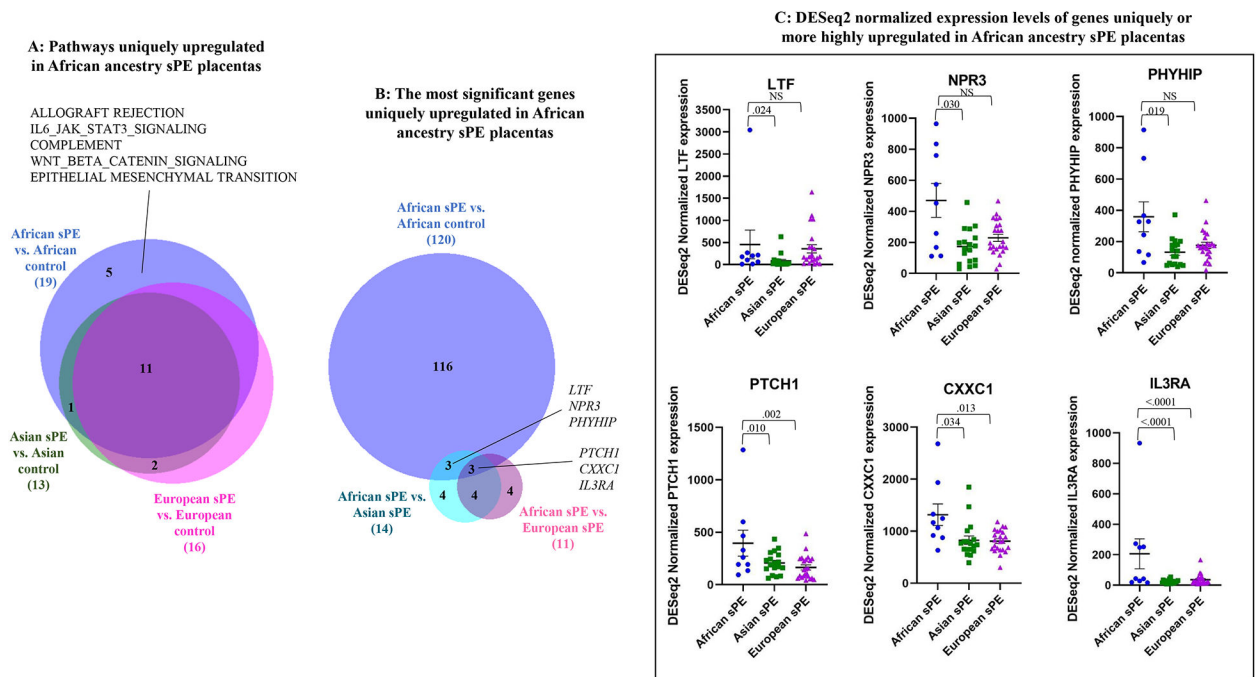 A: Pathways uniquely upregulated
in African ancestry sPE placentas
ALLOGRAFT REJECTION
IL6_JAK_STAT3_SIGNALING
COMPLEMENT
WNT_BETA_CATENIN_SIGNALING
EPITHELIAL MESENCHYMAL TRANSITION
African sPE
vs. African
control
(19)
5
11
1
2
Asian sPE
vs. Asian
control
(13)
European sPE
vs. European
control
(16)
B: The most significant genes
uniquely upregulated in African
ancestry sPE placentas
African sPE vs.
African control
(120)
116
LTF
NPR3
PHYHIP
PTCH1
CXXC1
IL3RA
3
3
4
4
4
African sPE vs.
Asian sPE
(14)
African sPE vs.
European sPE
(11)
C: DESeq2 normalized expression levels of genes uniquely or
more highly upregulated in African ancestry sPE placentas
LTF
DESeq2 Normalized LTF expression
3500
3000
2500
2000
1500
1000
500
0
NS
.024
African sPE
Asian sPE
European sPE
NPR3
DESeq2 Normalized NPR3 expression
1000
800
600
400
200
0
NS
.030
African sPE
Asian sPE
European sPE
PHYHIP
DESeq2 normalized PHYHIP expression
1000
800
600
400
200
0
NS
.019
African sPE
Asian sPE
European sPE
PTCH1
DESeq2 Normalized PTCH1 expression
1500
1000
500
0
.002
.010
African sPE
Asian sPE
European sPE
CXXC1
DESeq2 Normalized CXXC1 expression
3000
2000
1000
0
.013
.034
African sPE
Asian sPE
European sPE
IL3RA
DESeq2 Normalized IL3RA expression
1000
800
600
400
200
0
<.0001
<.0001
African sPE
Asian sPE
European sPE